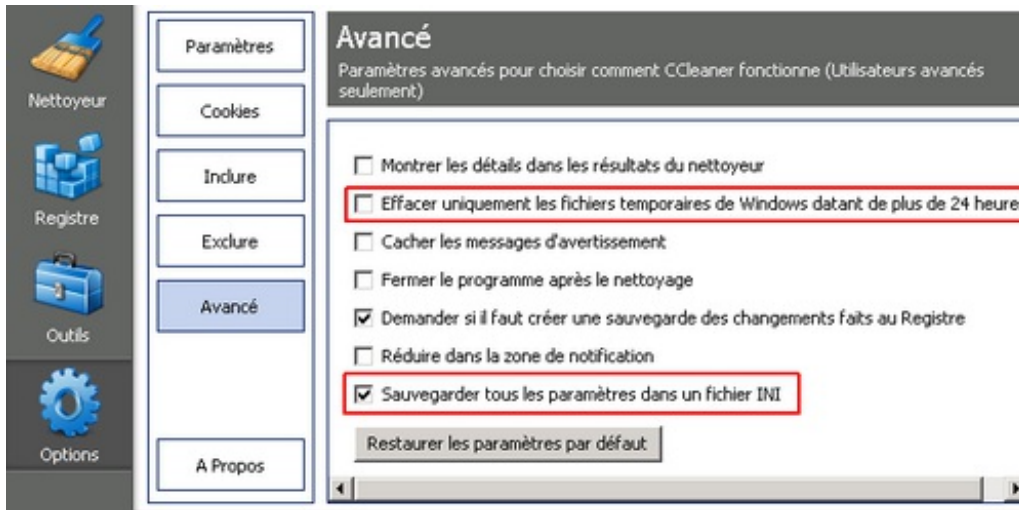 Nettoyeur
Registre
Outils
Options
Paramètres
Cookies
Inclure
Exclure
Avancé
A Propos
Avancé
Paramètres avancés pour choisir comment CCleaner fonctionne (Utilisateurs avancés
seulement)
Montrer les détails dans les résultats du nettoyeur
Effacer uniquement les fichiers temporaires de Windows datant de plus de 24 heure
Cacher les messages d'avertissement
Fermer le programme après le nettoyage
Demander si il faut créer une sauvegarde des changements faits au Registre
Réduire dans la zone de notification
Sauvegarder tous les paramètres dans un fichier INI
Restaurer les paramètres par défaut